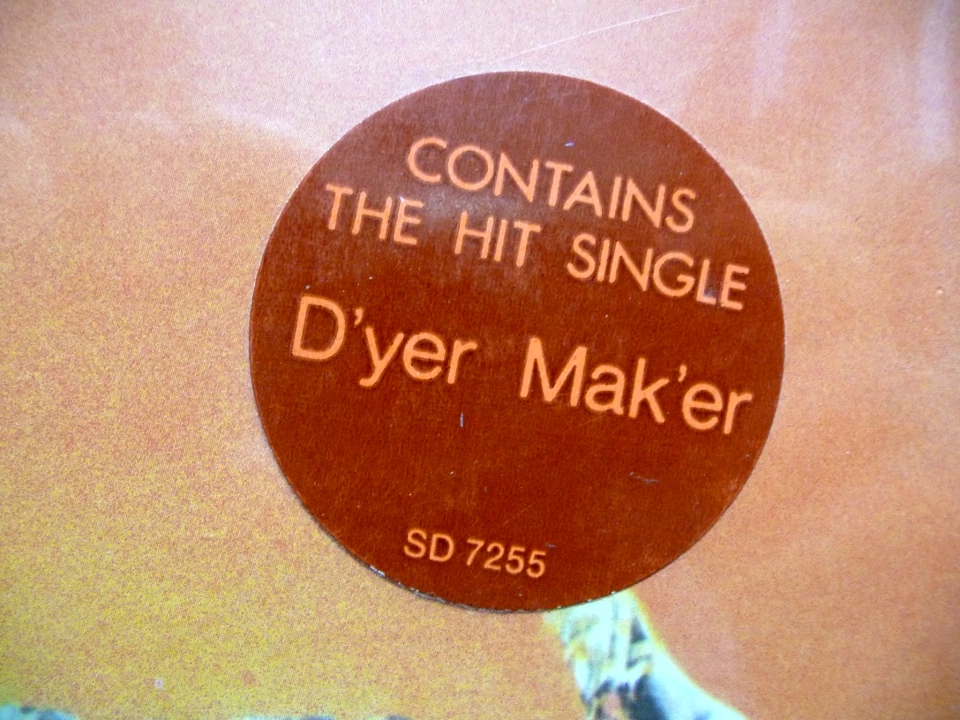 CONTAINS
THE HIT SINGLE
D'yer Mak'er
SD 7255